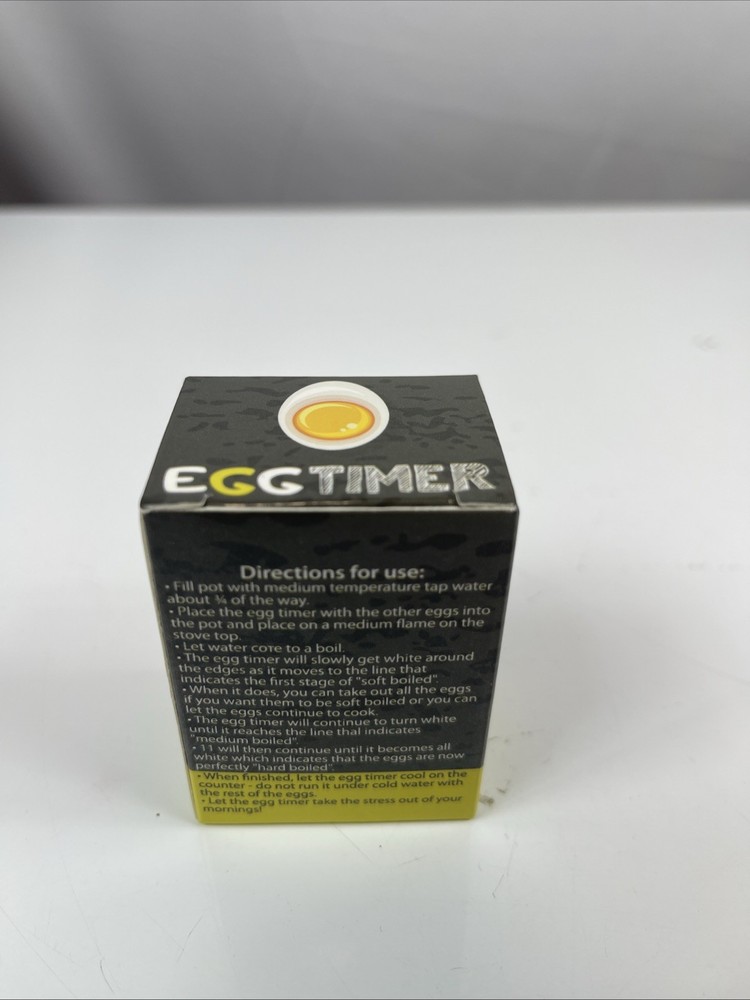 EGG TIMER
Directions for use:
• Fill pot with medium temperature tap water
about ¾ of the way.
• Place the egg timer with the other eggs into
the pot and place on a medium flame on the
stove top.
• Let water core to a boil.
• The egg timer will slowly get white around
the edges as it moves to the line that
indicates the first stage of "soft boiled".
• When it does, you can take out all the eggs
if you want them to be soft boiled or you can
let the eggs continue to cook.
• The egg timer will continue to turn white
until it reaches the line thal indicates
"medium boiled".
• 11 will then continue until it becomes all
white which indicates that the eggs are now
perfectly "hard boiled".
• When finished, let the egg timer cool on the
counter - do not run it under cold water with
the rest of the eggs.
• Let the egg timer take the stress out of your
mornings!